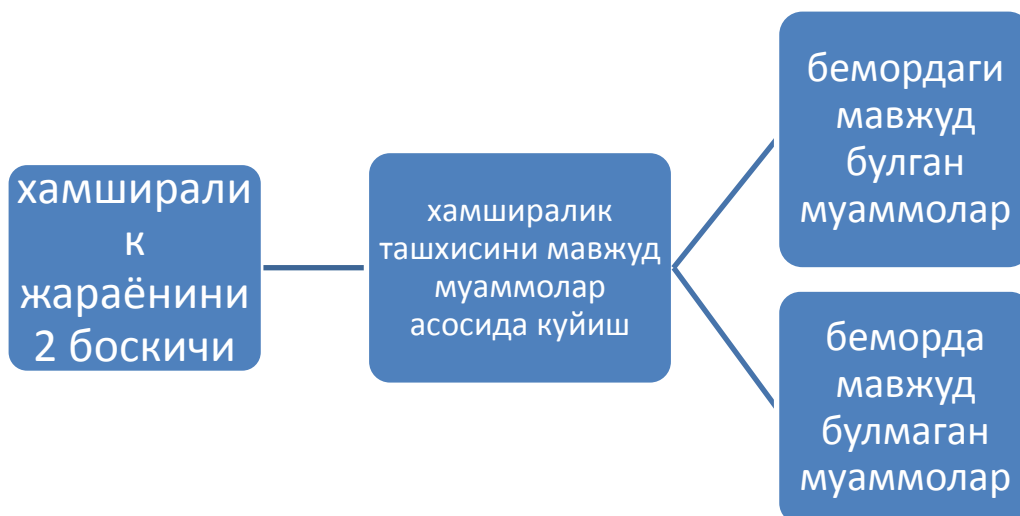 хамширали
к
жараёнини
2 боскичи
хамширалик
ташхисини мавжуд
муаммолар
асосида куйиш
бемордаги
мавжуд
булган
муаммолар
беморда
мавжуд
булмаган
муаммолар